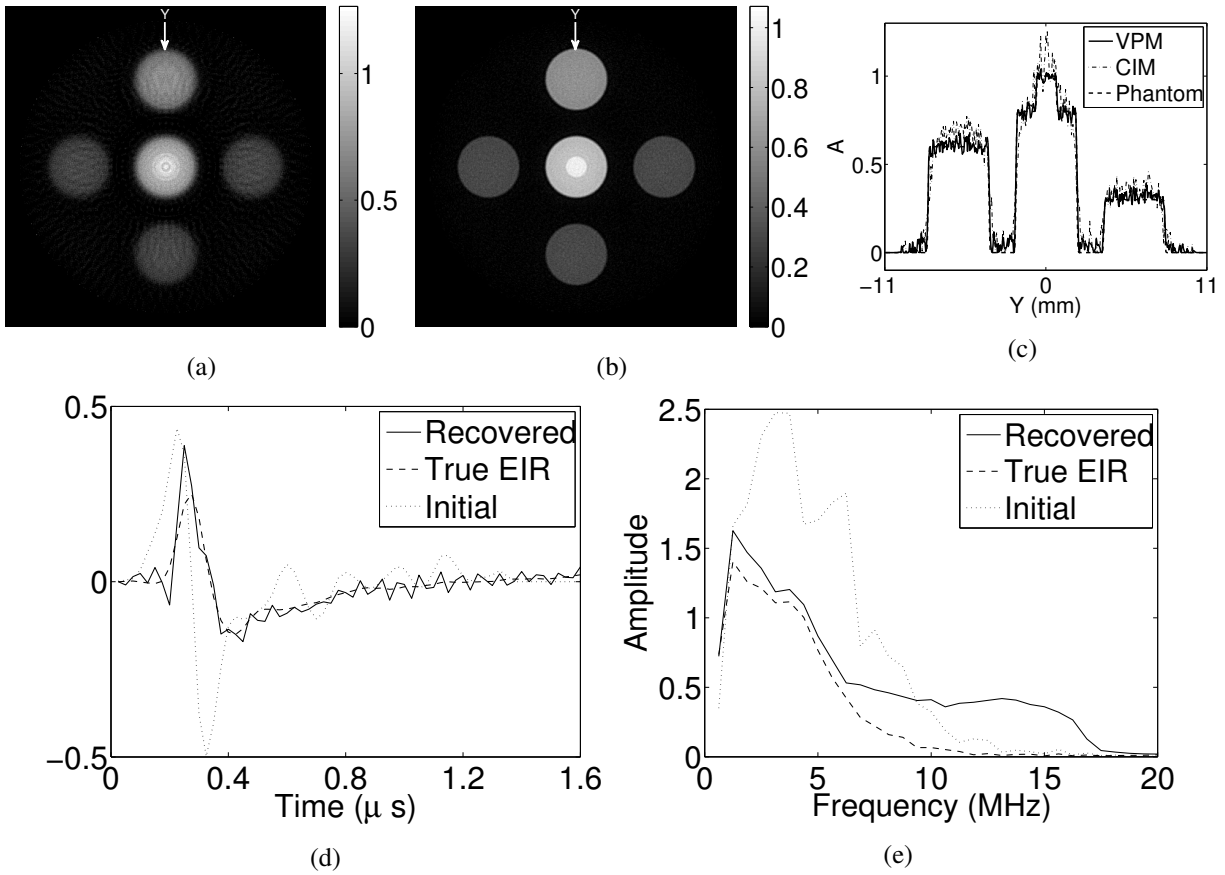 Y
1
0.5
0
(a)
Y
1
0.8
0.6
0.4
0.2
0
(b)
VPM
CIM
Phantom
1
0.5
0
A
−11
0
11
Y (mm)
(c)
0.5
0
−0.5
Recovered
True EIR
Initial
0
0.4
0.8
1.2
1.6
Time (μ s)
(d)
2.5
2
1.5
1
0.5
0
Amplitude
Recovered
True EIR
Initial
0
5
10
15
20
Frequency (MHz)
(e)